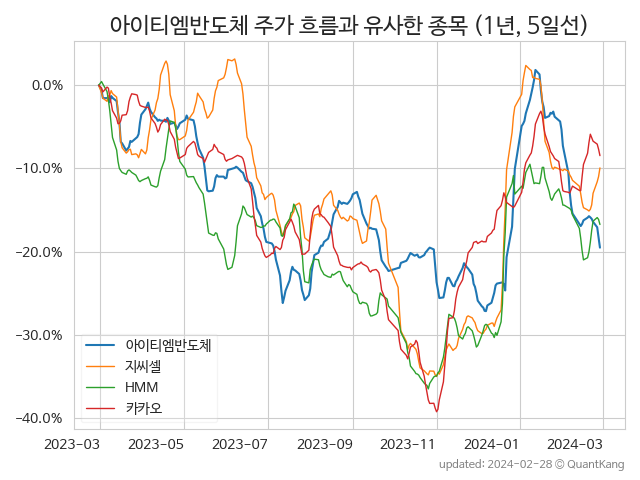 아이티엠반도체 주가 흐름과 유사한 종목 (1년, 5일선)
0.0%
−10.0%
−20.0%
−30.0%
−40.0%
아이티엠반도체
지씨셀
HMM
카카오
2023-03 2023-05 2023-07 2023-09 2023-11 2024-01 2024-03
updated: 2024-02-28 ⓒ QuantKang